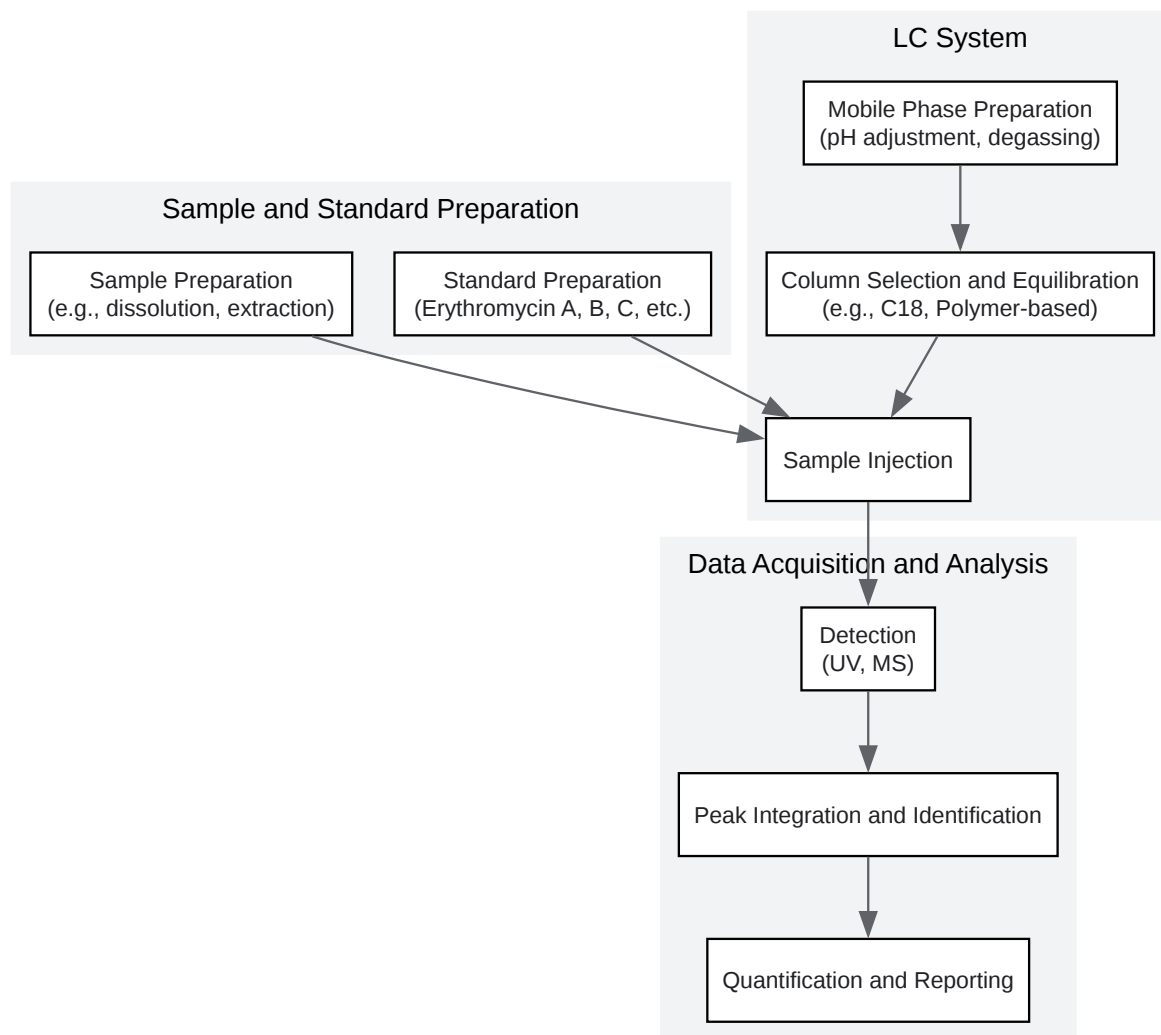 LC System
Mobile Phase Preparation
(pH adjustment, degassing)
Sample and Standard Preparation
Sample Preparation
(e.g., dissolution, extraction)
Standard Preparation
(Erythromycin A, B, C, etc.)
Column Selection and Equilibration
(e.g., C18, Polymer-based)
Sample Injection
Data Acquisition and Analysis
Detection
(UV, MS)
Peak Integration and Identification
Quantification and Reporting